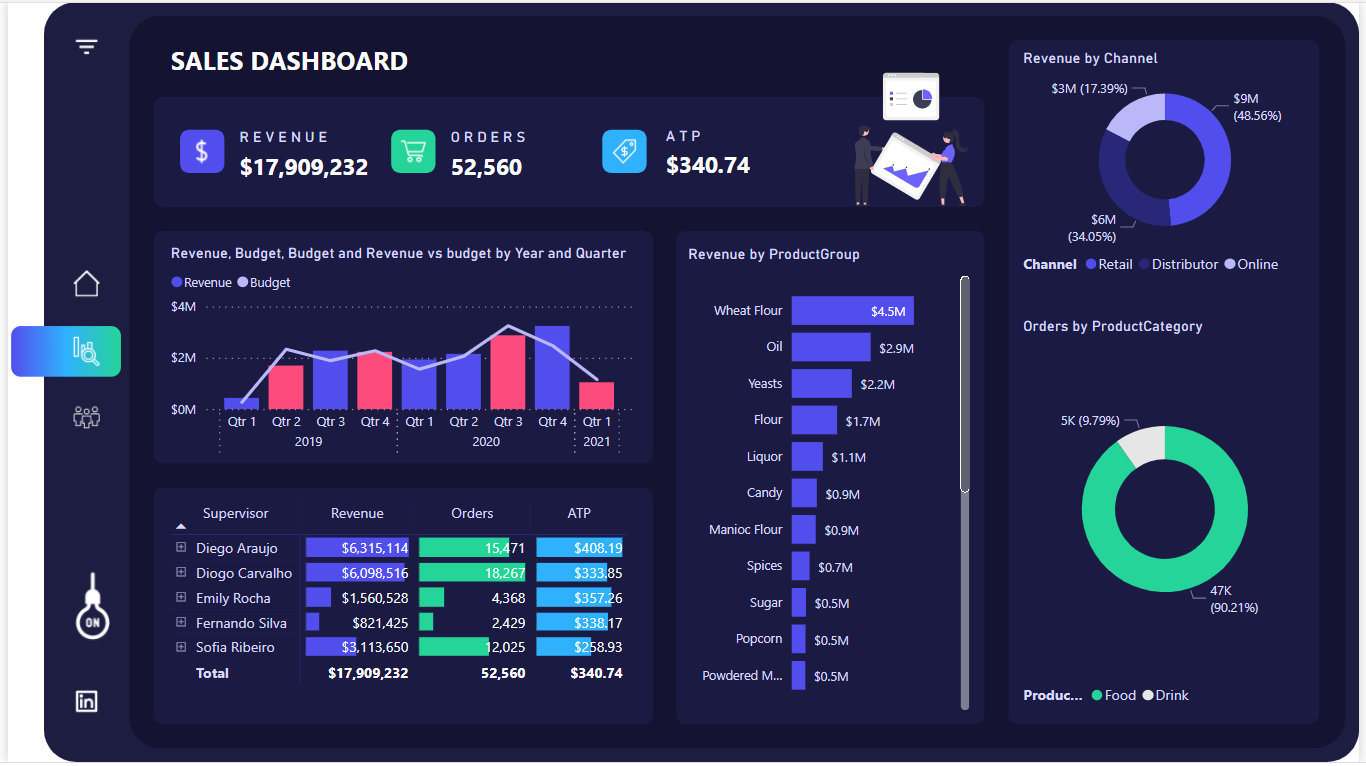 SALES DASHBOARD
REVENUE
$17,909,232
ORDERS
52,560
ATP
$340.74
Revenue, Budget, Budget and Revenue vs budget by Year and Quarter
Revenue Budget
$4M
$2M
$0M
Qtr 1 Qtr 2 Qtr 3 Qtr 4 Qtr 1 Qtr 2 Qtr 3 Qtr 4 Qtr 1
2019 2020 2021
Supervisor Revenue Orders ATP
Diego Araujo $6,315,114 15,471 $408.19
Diogo Carvalho $6,098,516 18,267 $333.85
Emily Rocha $1,560,528 4,368 $357.26
Fernando Silva $821,425 2,429 $338.17
Sofia Ribeiro $3,113,650 12,025 $258.93
Total $17,909,232 52,560 $340.74
Revenue by ProductGroup
Wheat Flour $4.5M
Oil $2.9M
Yeasts $2.2M
Flour $1.7M
Liquor $1.1M
Candy $0.9M
Manioc Flour $0.9M
Spices $0.7M
Sugar $0.5M
Popcorn $0.5M
Powdered M... $0.5M
Revenue by Channel
$3M (17.39%)
$9M
(48.56%)
$6M
(34.05%)
Channel Retail Distributor Online
Orders by ProductCategory
5K (9.79%)
47K
(90.21%)
Produc... Food Drink
ON
in